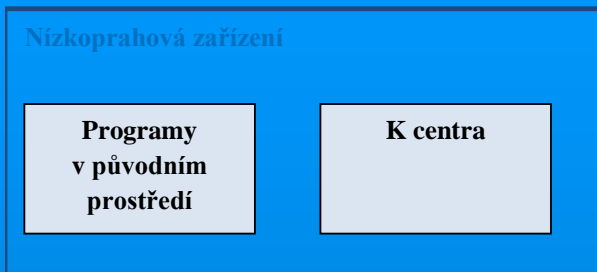 Nízkoprahová zařízení
Programy
v původním
prostředí
K centra